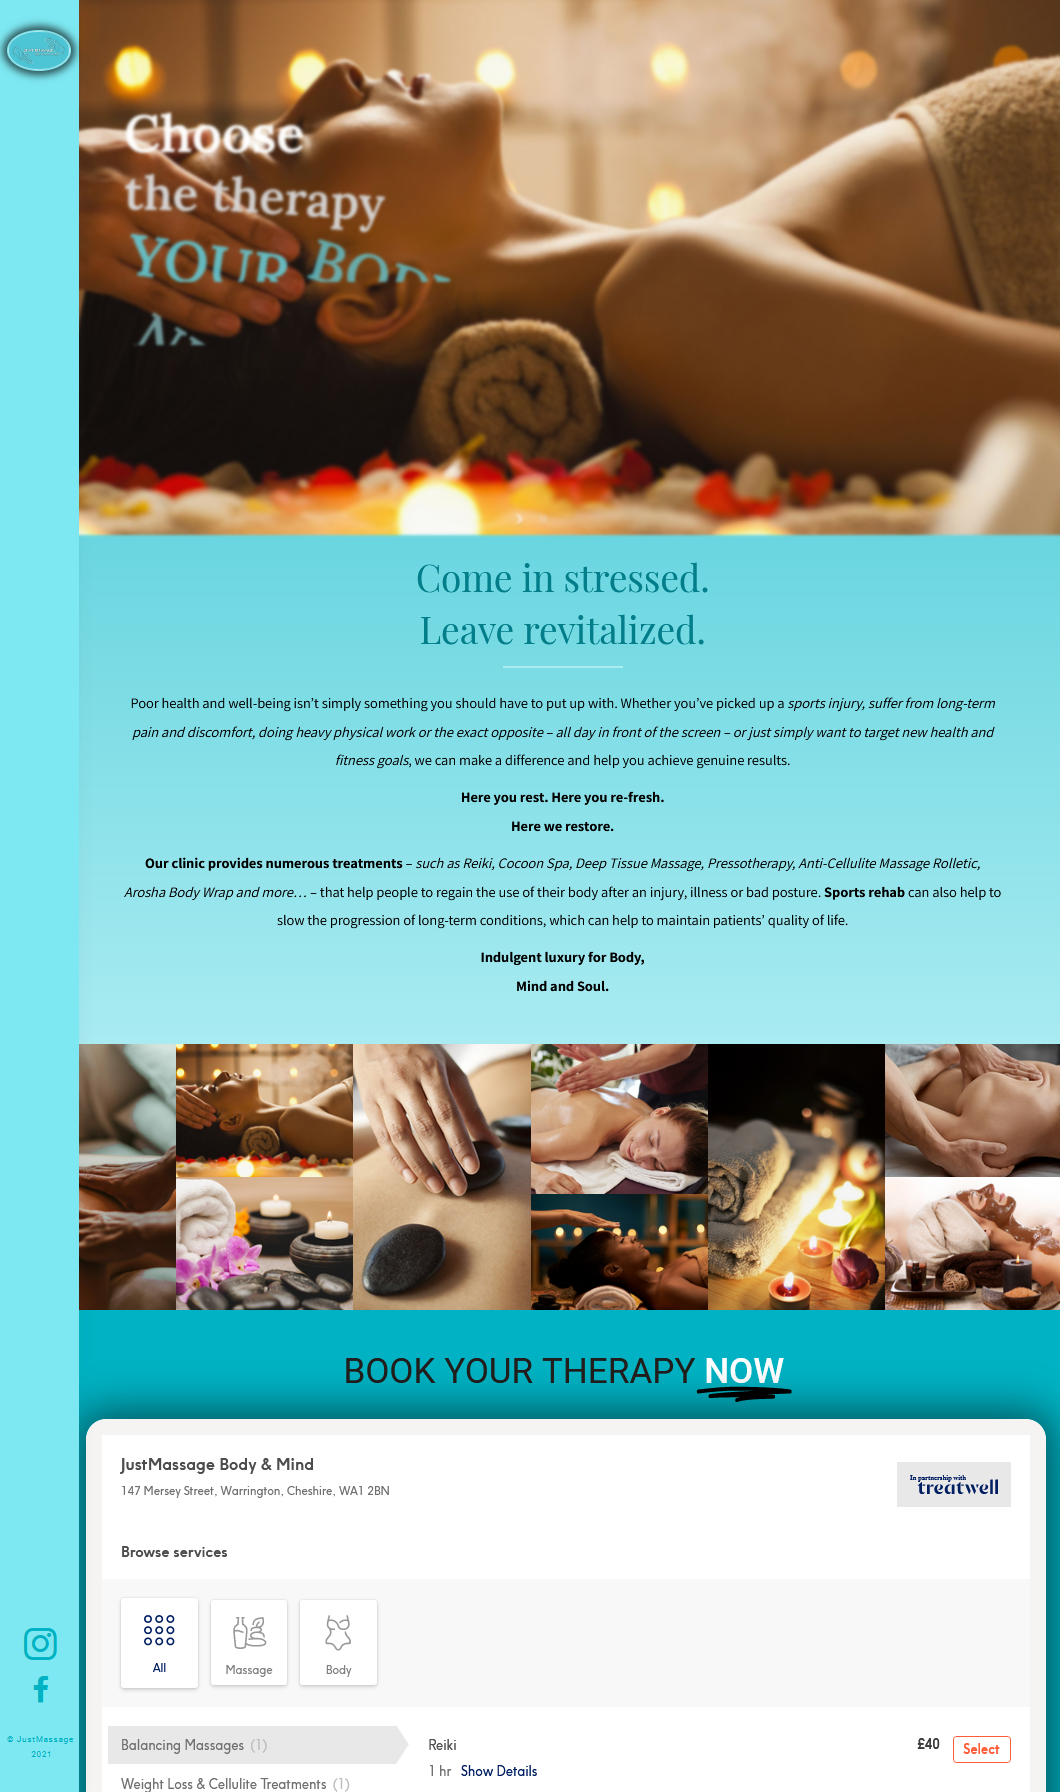 Choose
the therapy
YOUR BODY
Come in stressed.
Leave revitalized.
Poor health and well-being isn't simply something you should have to put up with. Whether you've picked up a sports injury, suffer from long-term
pain and discomfort, doing heavy physical work or the exact opposite – all day in front of the screen – or just simply want to target new health and
fitness goals, we can make a difference and help you achieve genuine results.
Here you rest. Here you re-fresh.
Here we restore.
Our clinic provides numerous treatments – such as Reiki, Cocoon Spa, Deep Tissue Massage, Pressotherapy, Anti-Cellulite Massage Rolletic,
Arosha Body Wrap and more… – that help people to regain the use of their body after an injury, illness or bad posture. Sports rehab can also help to
slow the progression of long-term conditions, which can help to maintain patients' quality of life.
Indulgent luxury for Body,
Mind and Soul.
BOOK YOUR THERAPY NOW
JustMassage Body & Mind
147 Mersey Street, Warrington, Cheshire, WA1 2BN
In partnership with
treatwell
Browse services
All
Massage
Body
Balancing Massages (1)
Reiki
£40
Select
1 hr Show Details
Weight Loss & Cellulite Treatments (1)
© JustMassage
2021